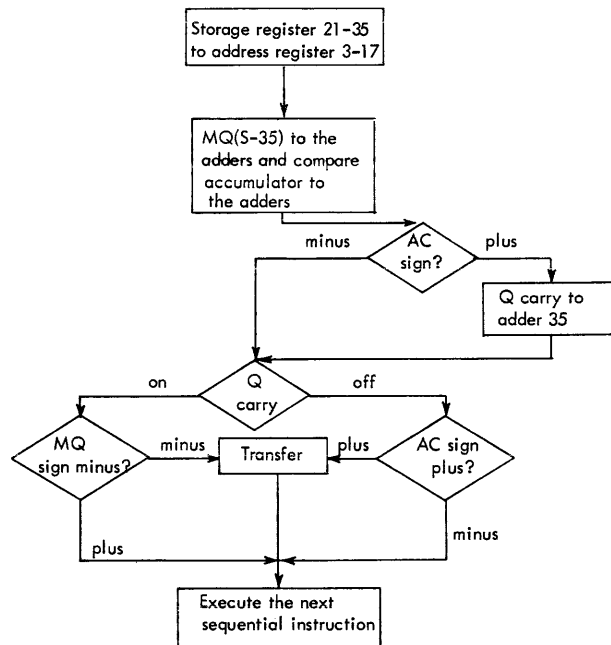 Storage register 21-35
to address register 3-17
MQ(S-35) to the
adders and compare
accumulator to
the adders
minus
AC
sign?
plus
Q carry to
adder 35
on
Q
carry
off
MQ
sign minus?
minus
Transfer
plus
AC sign
plus?
plus
minus
Execute the next
sequential instruction